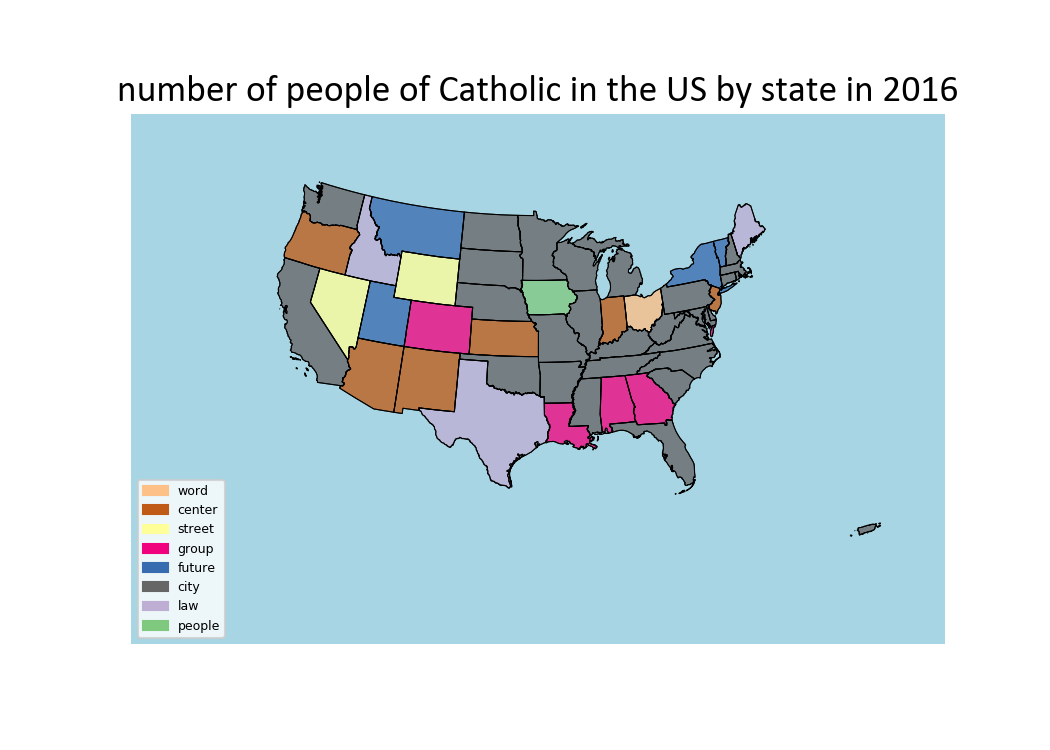 number of people of Catholic in the US by state in 2016
word
center
street
group
future
city
law
people